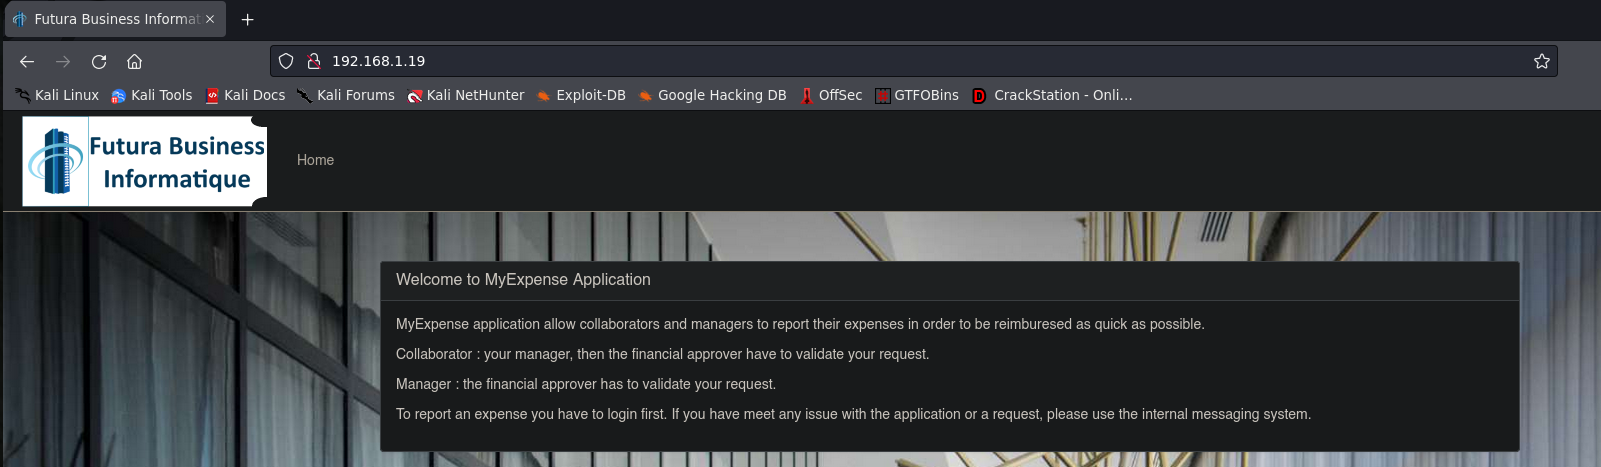 Futura Business Informat
192.168.1.19
Kali Linux Kali Tools Kali Docs Kali Forums Kali NetHunter Exploit-DB Google Hacking DB OffSec GTFOBins CrackStation - Onli...
Futura Business
Informatique
Home
Welcome to MyExpense Application
MyExpense application allow collaborators and managers to report their expenses in order to be reimburesed as quick as possible.
Collaborator : your manager, then the financial approver have to validate your request.
Manager : the financial approver has to validate your request.
To report an expense you have to login first. If you have meet any issue with the application or a request, please use the internal messaging system.